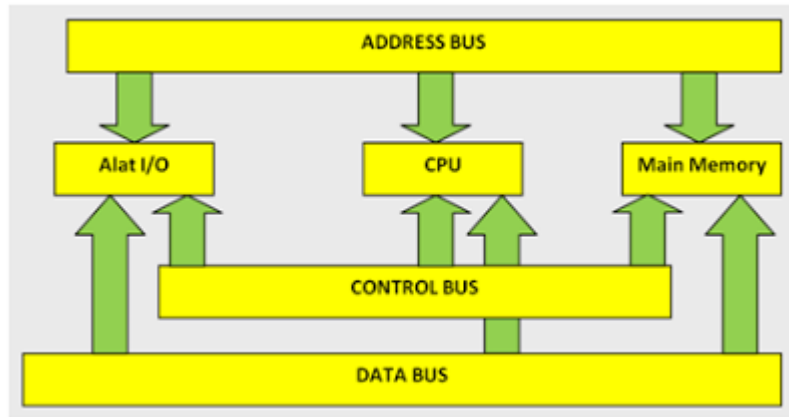 ADDRESS BUS
Alat I/O
CPU
Main Memory
CONTROL BUS
DATA BUS